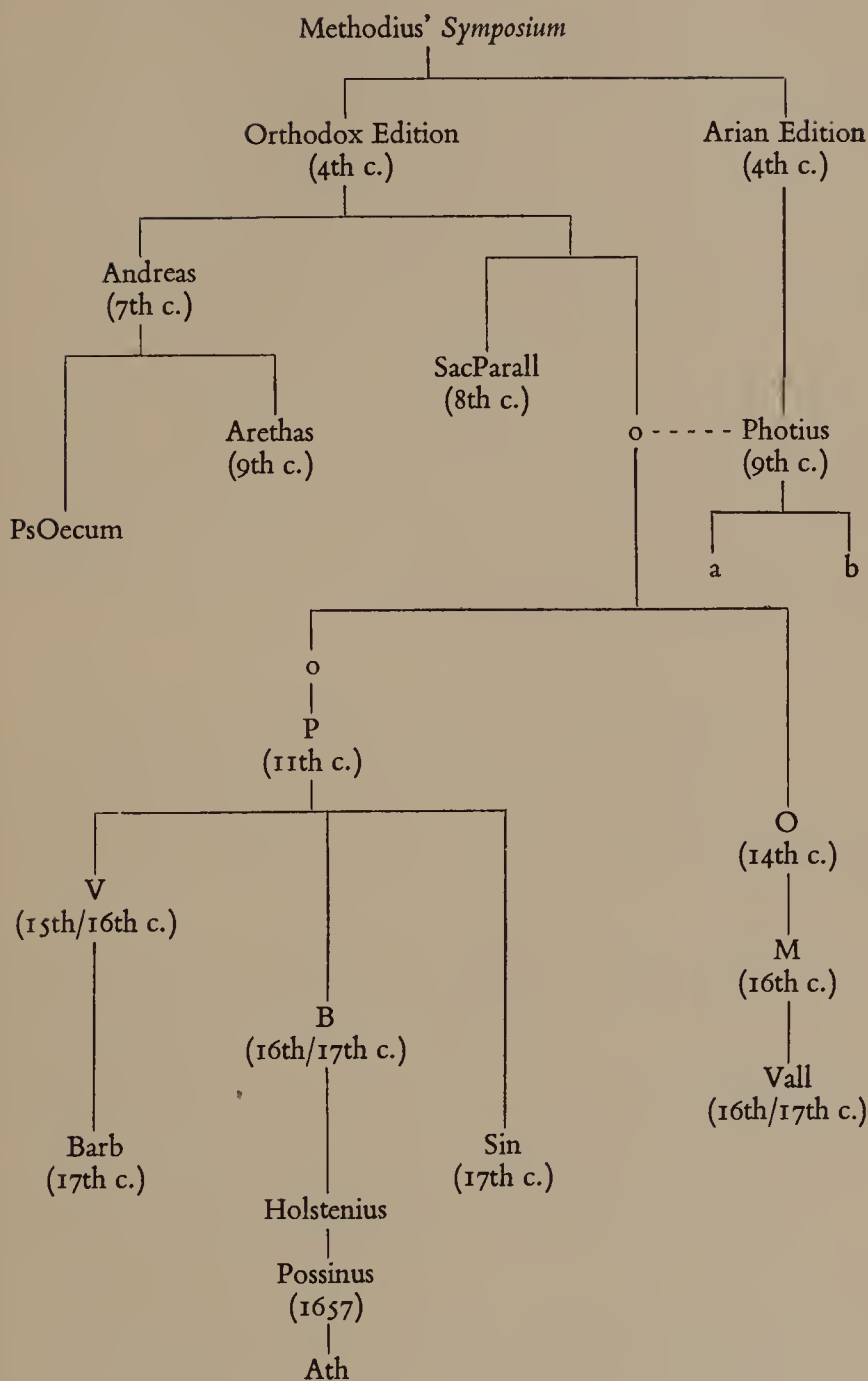 Methodius' Symposium
Orthodox Edition
(4th c.)
Arian Edition
(4th c.)
Andreas
(7th c.)
SacParall
(8th c.)
Arethas
(9th c.)
o
Photius
(9th c.)
PsOecum
a
b
o
P
(11th c.)
O
(14th c.)
V
(15th/16th c.)
M
(16th c.)
B
(16th/17th c.)
Vall
(16th/17th c.)
Barb
(17th c.)
Sin
(17th c.)
Holstenius
Possinus
(1657)
Ath